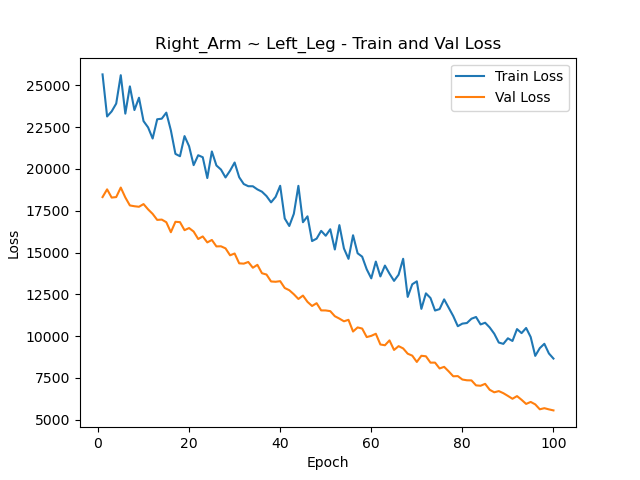 Right_Arm ~ Left_Leg - Train and Val Loss
Train Loss
Val Loss
25000
22500
20000
17500
15000
12500
10000
7500
5000
Loss
0 20 40 60 80 100
Epoch